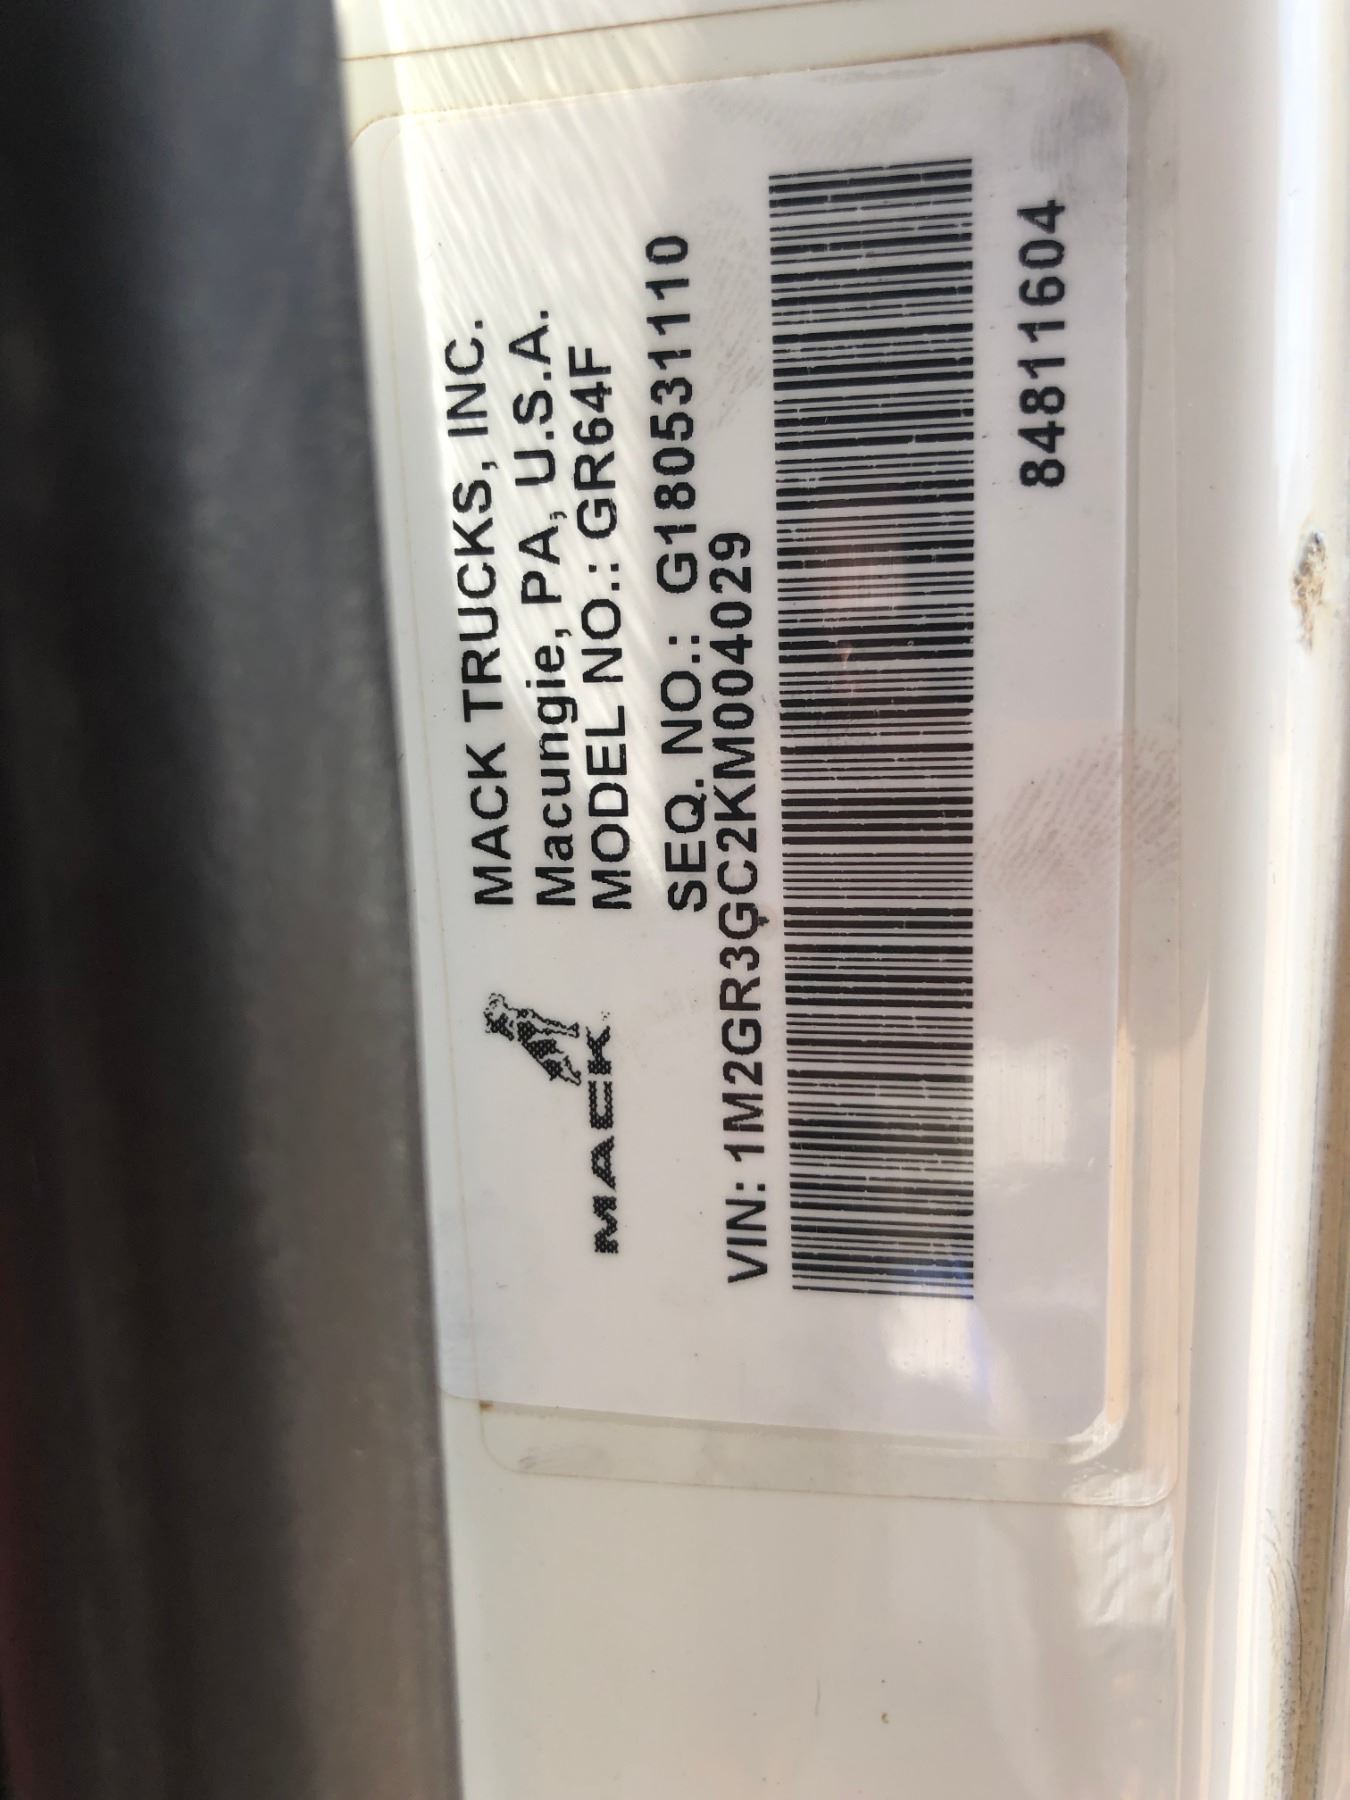 MACK TRUCKS, INC.
Macungie, PA, U.S.A.
MODEL NO.: GR64F
MACK
SEQ. NO.: G180531110
VIN: 1M2GR3GC2KM004029
84811604